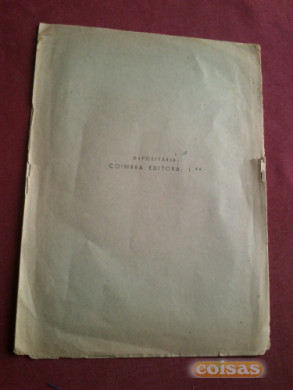 DEPOSITÁRIA
COIMBRA EDITORA, L.DA
coisas